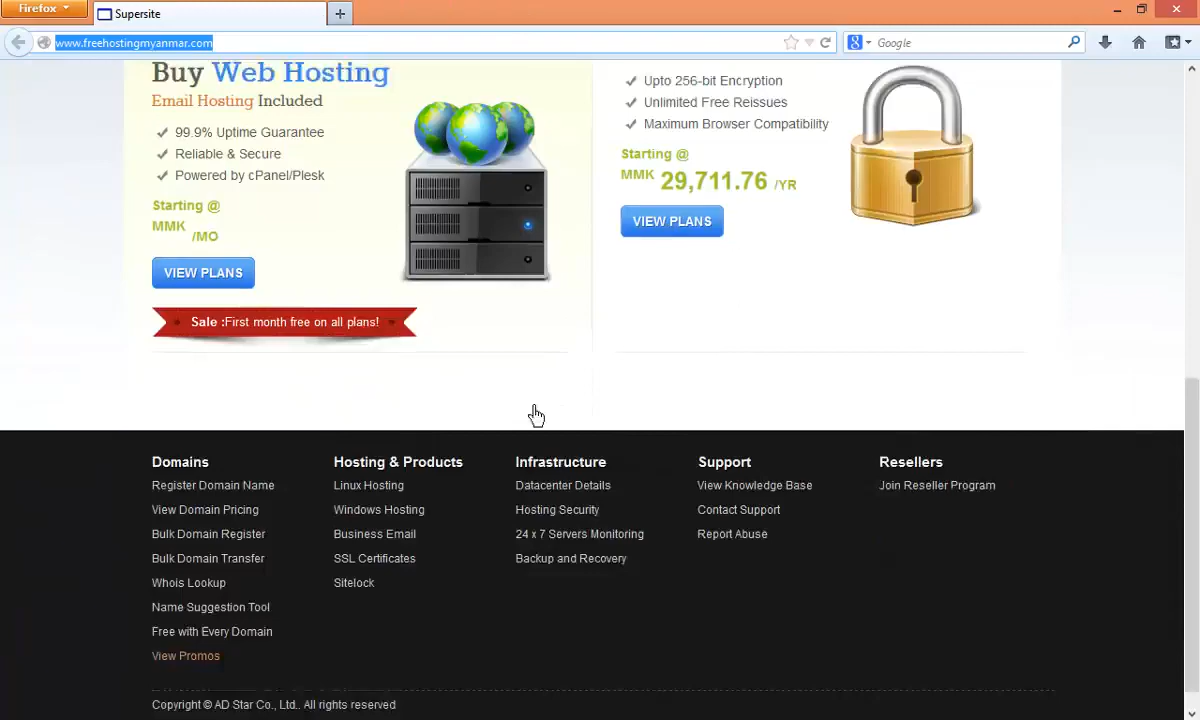 Firefox
Supersite
www.freehostingmyanmar.com
Google
Buy Web Hosting
Email Hosting Included
99.9% Uptime Guarantee
Reliable & Secure
Powered by cPanel/Plesk
Starting @
MMK
/MO
VIEW PLANS
Sale :First month free on all plans!
Upto 256-bit Encryption
Unlimited Free Reissues
Maximum Browser Compatibility
Starting @
MMK 29,711.76 /YR
VIEW PLANS
Domains
Register Domain Name
View Domain Pricing
Bulk Domain Register
Bulk Domain Transfer
Whois Lookup
Name Suggestion Tool
Free with Every Domain
View Promos
Hosting & Products
Linux Hosting
Windows Hosting
Business Email
SSL Certificates
Sitelock
Infrastructure
Datacenter Details
Hosting Security
24 x 7 Servers Monitoring
Backup and Recovery
Support
View Knowledge Base
Contact Support
Report Abuse
Resellers
Join Reseller Program
Copyright © AD Star Co., Ltd.. All rights reserved